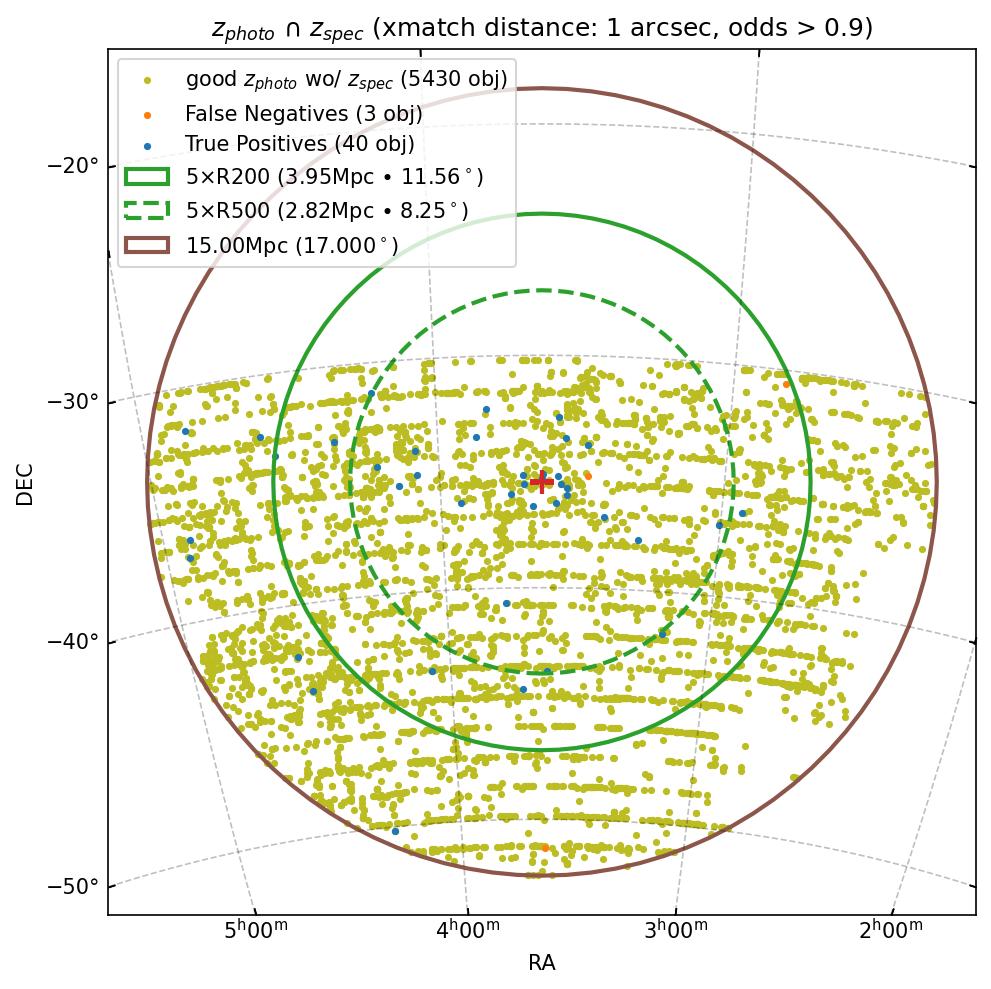 z_photo ∩ z_spec (xmatch distance: 1 arcsec, odds > 0.9)
good z_photo wo/ z_spec (5430 obj)
False Negatives (3 obj)
True Positives (40 obj)
5×R200 (3.95Mpc • 11.56°)
5×R500 (2.82Mpc • 8.25°)
15.00Mpc (17.000°)
−20°
−30°
−40°
−50°
DEC
5ʰ00ᵐ 4ʰ00ᵐ 3ʰ00ᵐ 2ʰ00ᵐ
RA